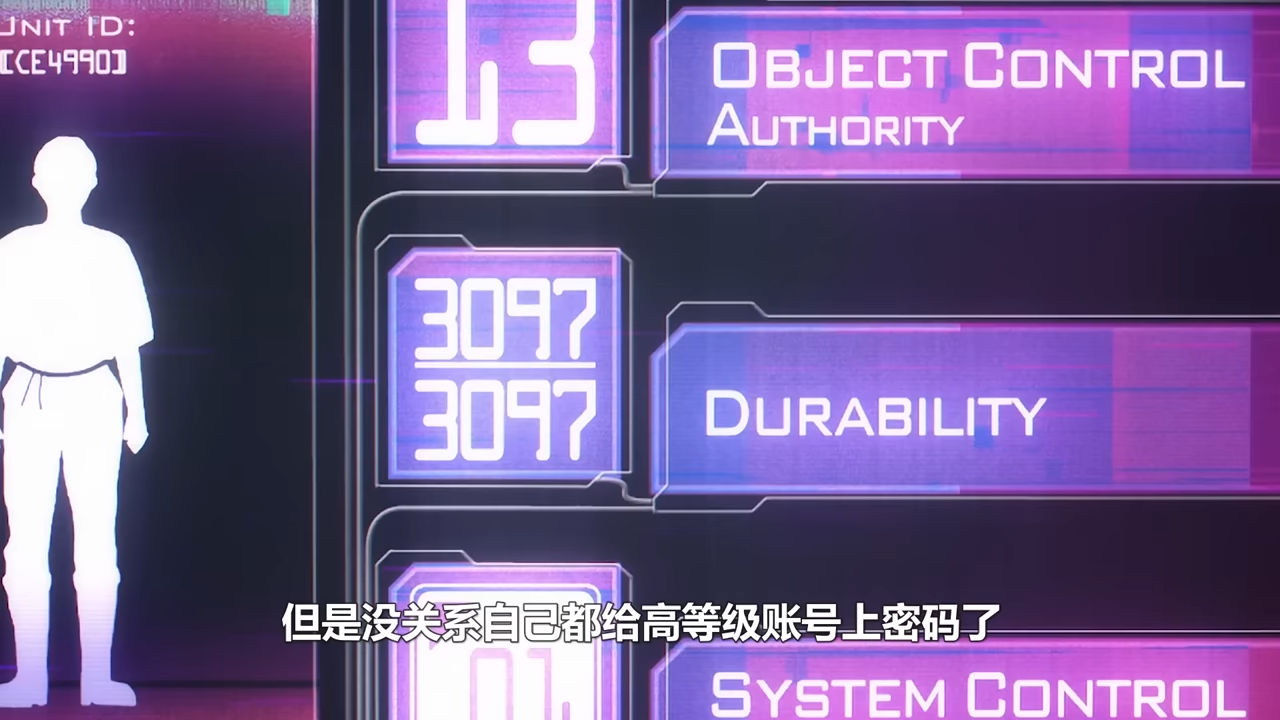 UNIT ID:
[CE4990]
13
OBJECT CONTROL
AUTHORITY
3097
3097
DURABILITY
SYSTEM CONTROL
但是没关系自己都给高等级账号上密码了